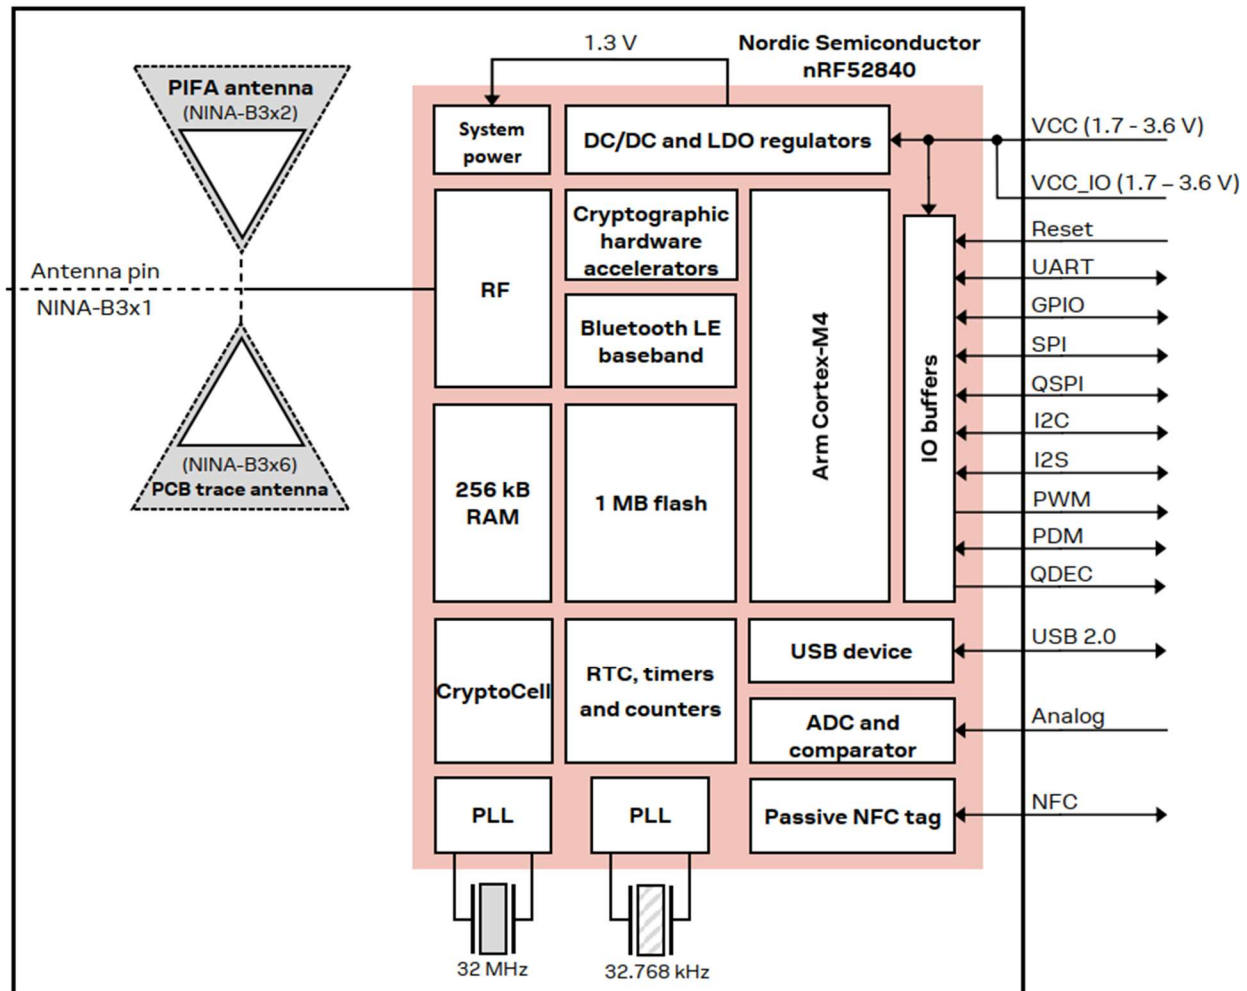 1.3 V
Nordic Semiconductor
nRF52840
PIFA antenna
(NINA-B3x2)
System
power
DC/DC and LDO regulators
VCC (1.7 - 3.6 V)
VCC_IO (1.7 – 3.6 V)
Antenna pin
NINA-B3x1
RF
Cryptographic
hardware
accelerators
Bluetooth LE
baseband
Arm Cortex-M4
IO buffers
Reset
UART
GPIO
SPI
QSPI
I2C
I2S
PWM
PDM
QDEC
(NINA-B3x6)
PCB trace antenna
256 kB
RAM
1 MB flash
CryptoCell
RTC, timers
and counters
USB device
USB 2.0
ADC and
comparator
Analog
PLL
PLL
Passive NFC tag
NFC
32 MHz
32.768 kHz